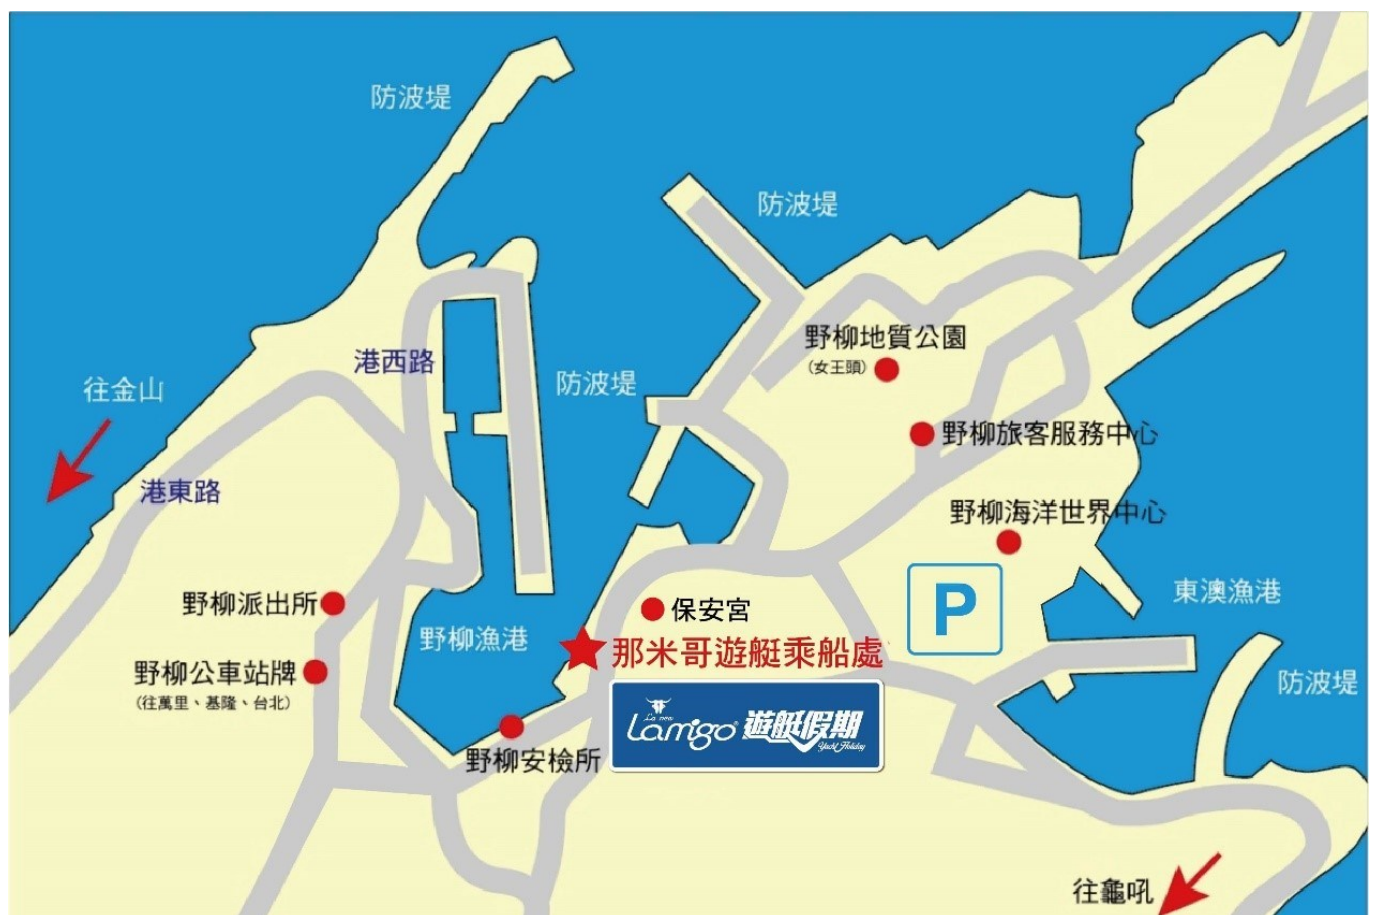 防波堤
防波堤
野柳地質公園
(女王頭)
港西路
防波堤
往金山
野柳旅客服務中心
港東路
野柳海洋世界中心
P
東澳漁港
野柳派出所
保安宮
野柳漁港
那米哥遊艇乘船處
野柳公車站牌
(往萬里、基隆、台北)
防波堤
La new
Lamigo® 遊艇假期
Yacht Holiday
野柳安檢所
往龜吼